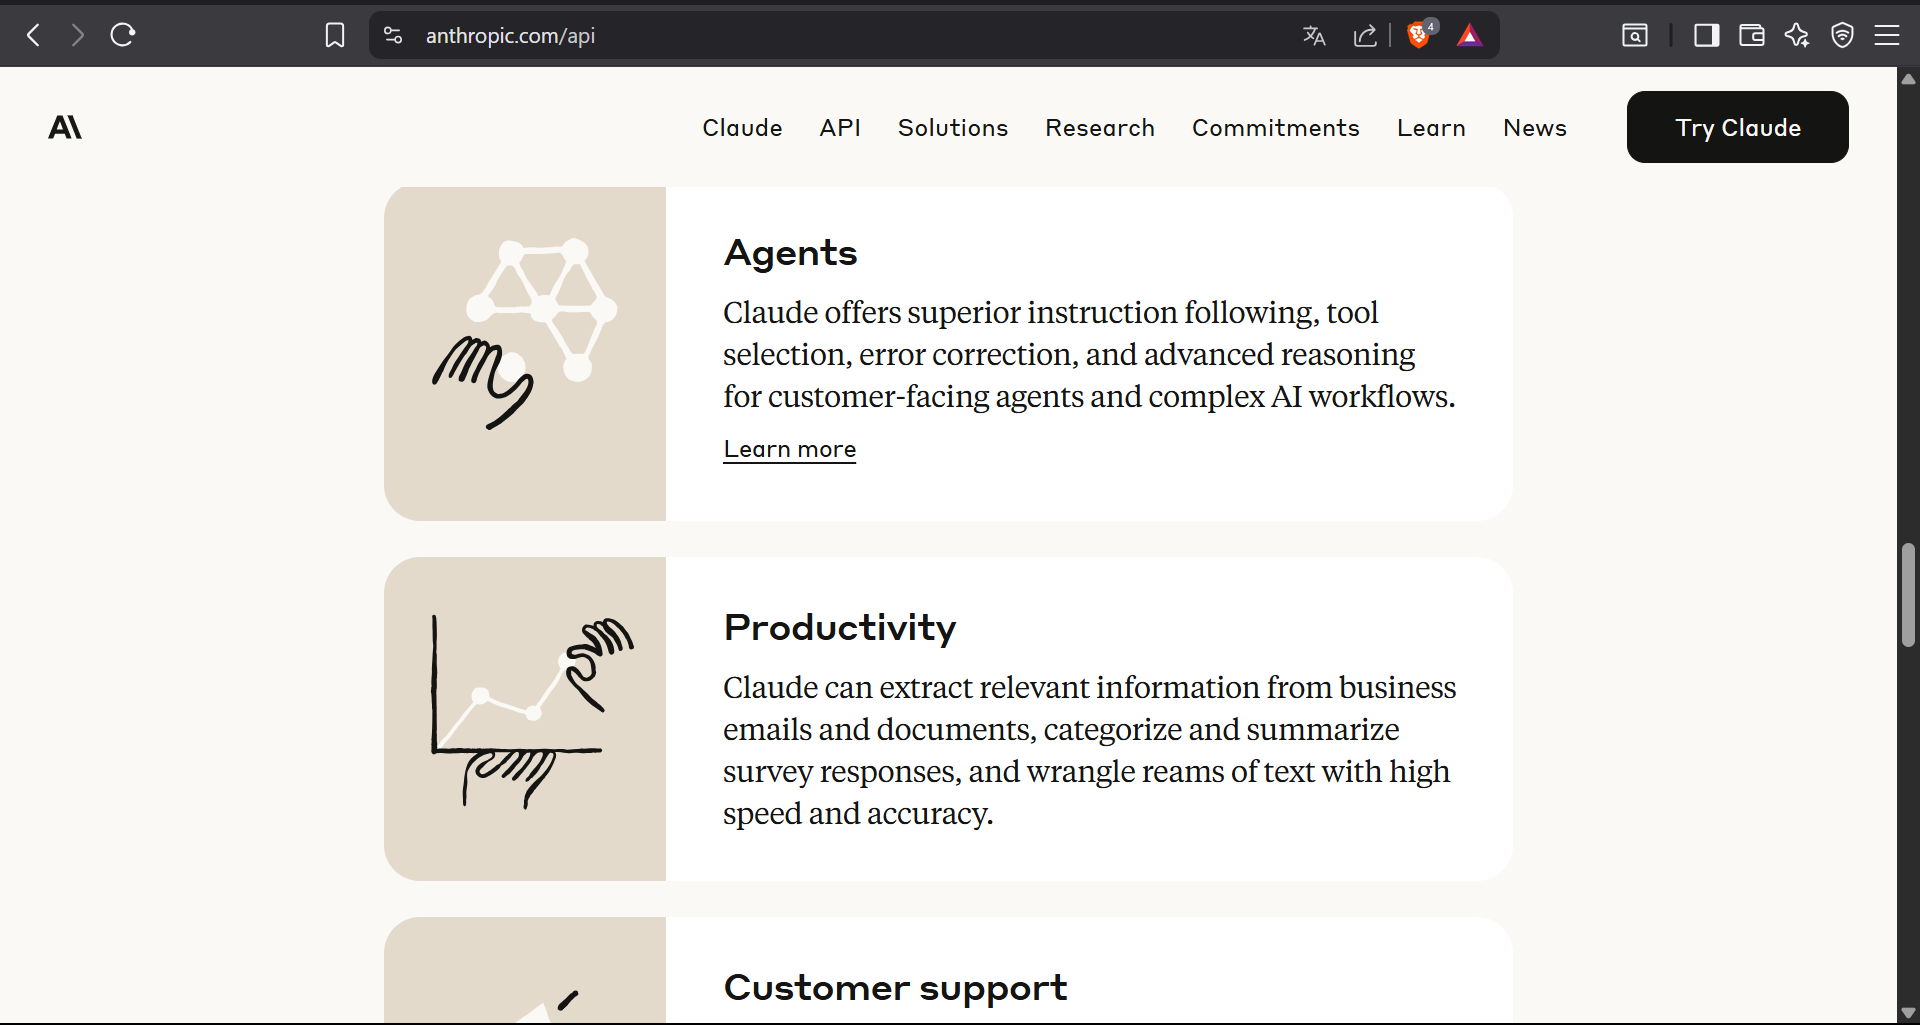 anthropic.com/api
4
A\
Claude
API
Solutions
Research
Commitments
Learn
News
Try Claude
Agents
Claude offers superior instruction following, tool
selection, error correction, and advanced reasoning
for customer-facing agents and complex AI workflows.
Learn more
Productivity
Claude can extract relevant information from business
emails and documents, categorize and summarize
survey responses, and wrangle reams of text with high
speed and accuracy.
Customer support